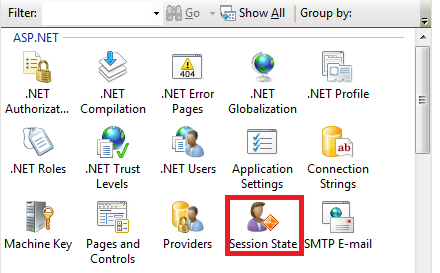 Filter: Go Show All Group by:
ASP.NET
.NET Authorizat... .NET Compilation .NET Error Pages .NET Globalization .NET Profile
404
.NET Roles .NET Trust Levels .NET Users Application Settings Connection Strings
ab
Machine Key Pages and Controls Providers Session State SMTP E-mail